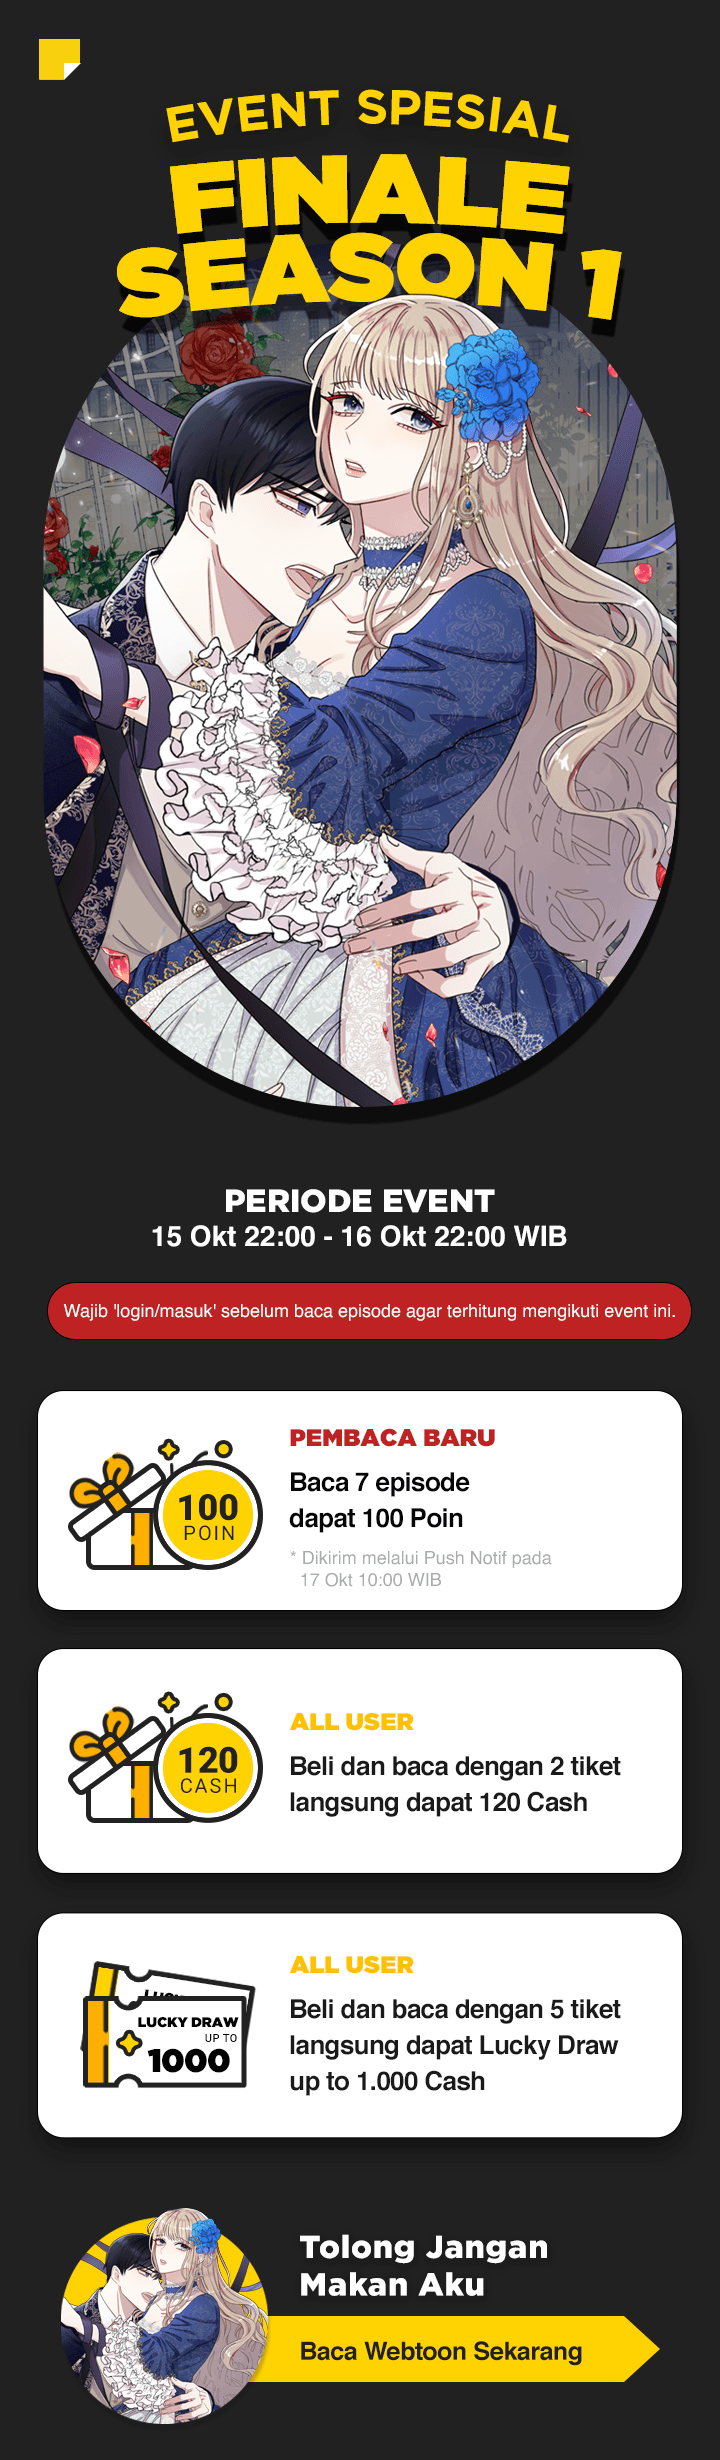 EVENT SPESIAL
FINALE
SEASON 1
PERIODE EVENT
15 Okt 22:00 - 16 Okt 22:00 WIB
Wajib 'login/masuk' sebelum baca episode agar terhitung mengikuti event ini.
PEMBACA BARU
100
POIN
Baca 7 episode
dapat 100 Poin
* Dikirim melalui Push Notif pada
17 Okt 10:00 WIB
ALL USER
120
CASH
Beli dan baca dengan 2 tiket
langsung dapat 120 Cash
ALL USER
LUCKY DRAW
UP TO
1000
Beli dan baca dengan 5 tiket
langsung dapat Lucky Draw
up to 1.000 Cash
Tolong Jangan
Makan Aku
Baca Webtoon Sekarang